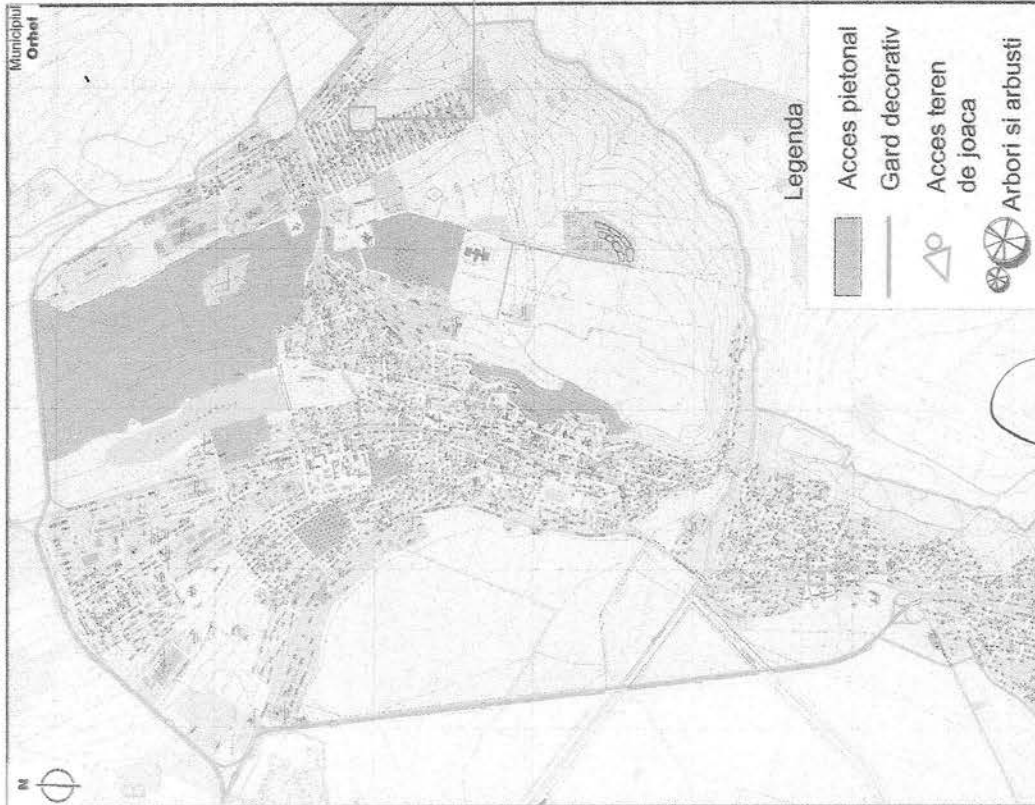 Municipiul
Orhei
N
Legenda
Acces pietonal
Gard decorativ
Acces teren
de joaca
Arbori si arbusti